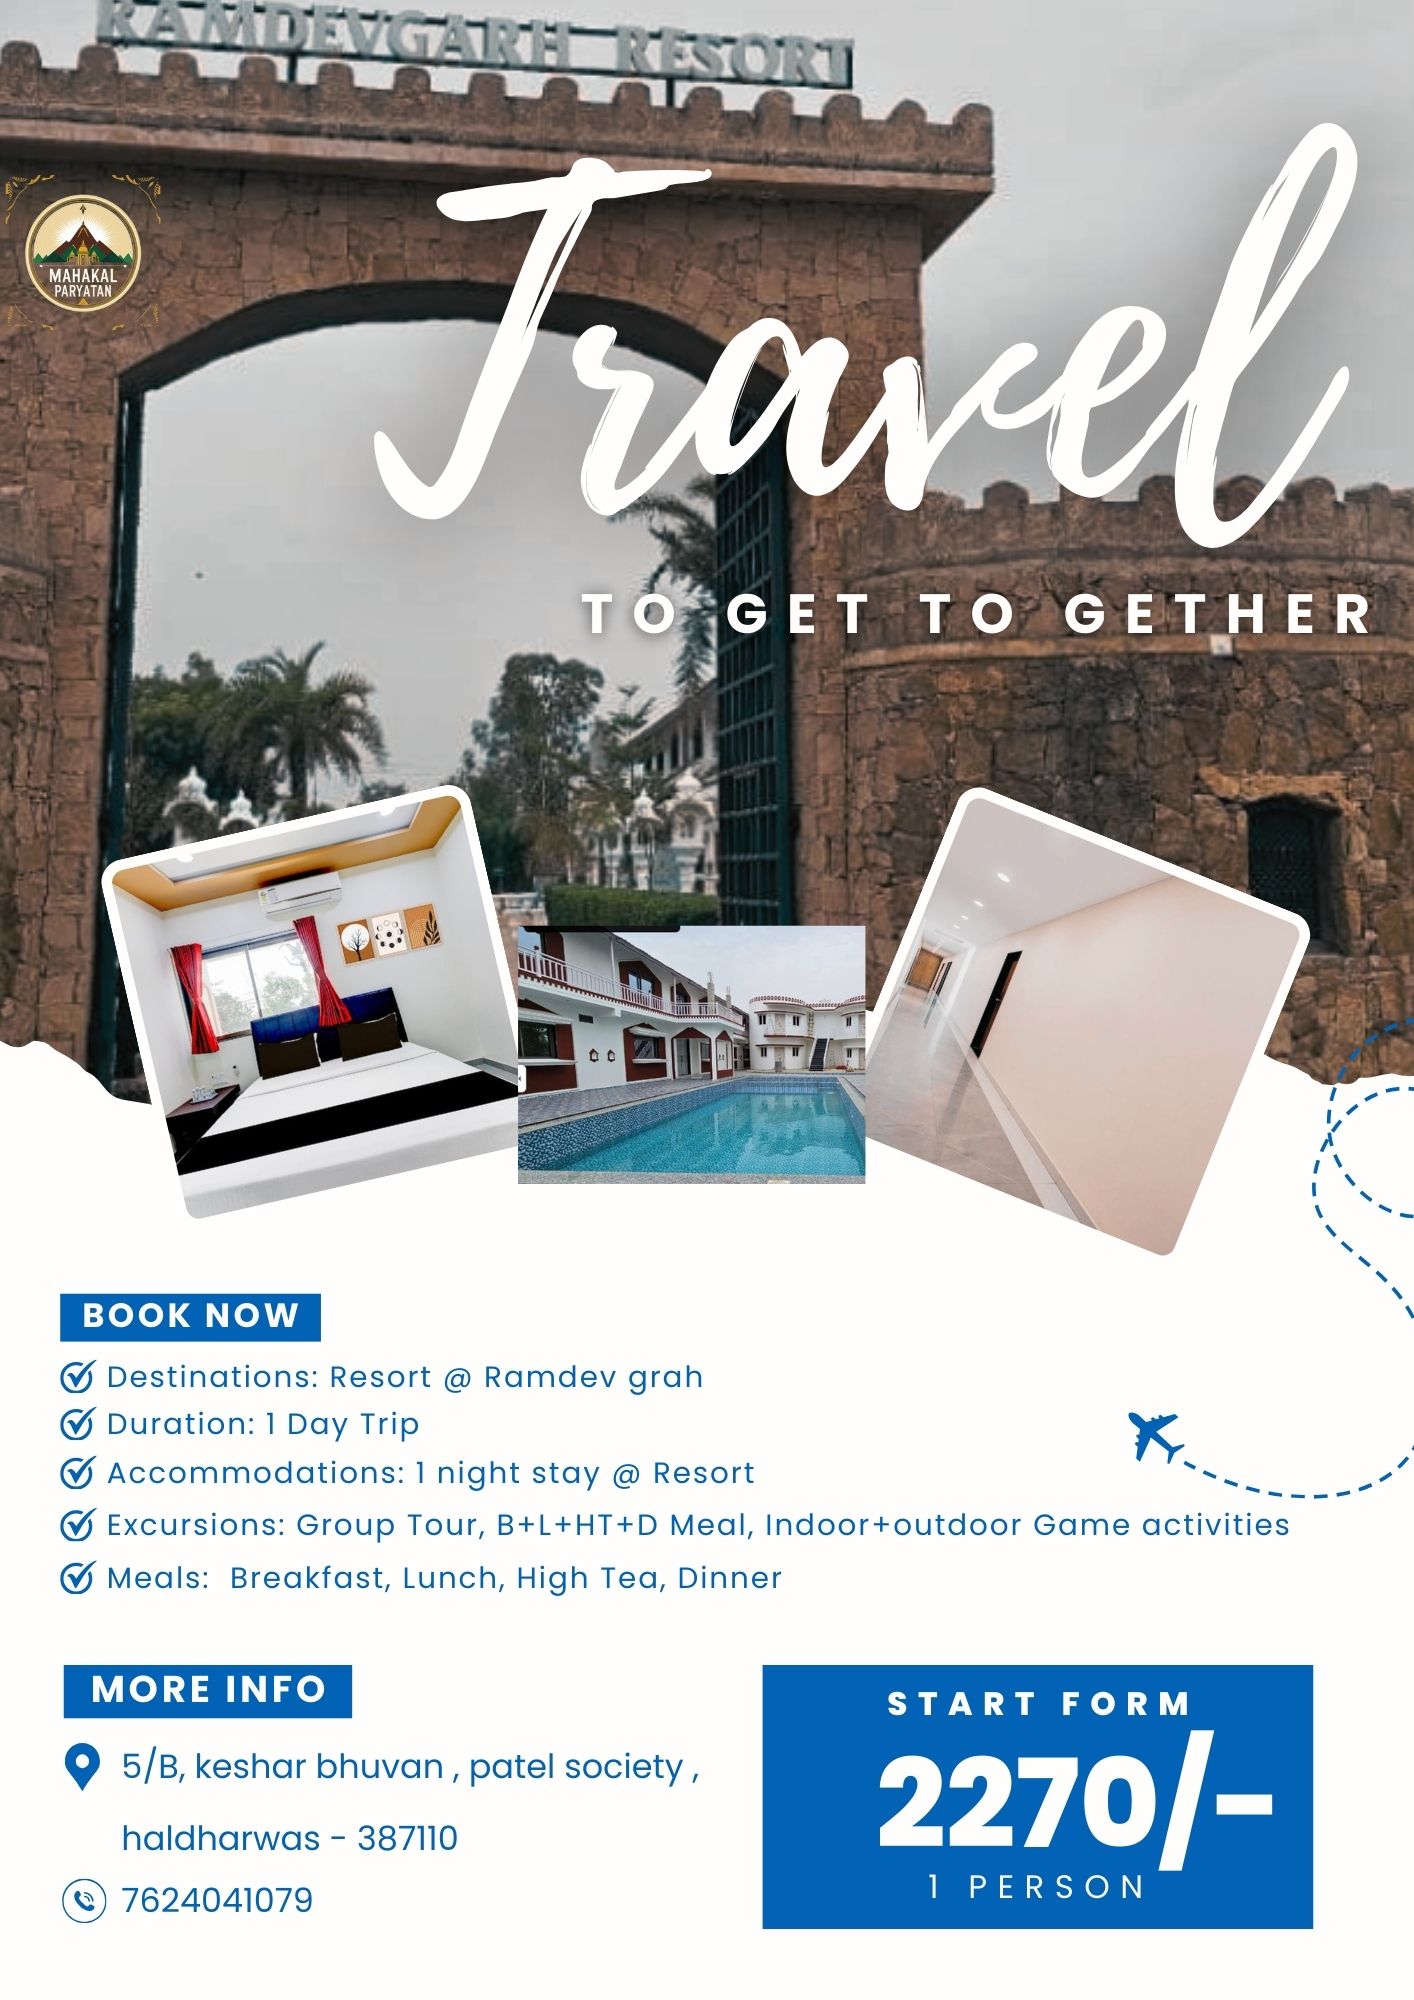 RAMDEVGARH RESORT
MAHAKAL
PARYATAN
Travel
TO GET TO GETHER
BOOK NOW
Destinations: Resort @ Ramdev grah
Duration: 1 Day Trip
Accommodations: 1 night stay @ Resort
Excursions: Group Tour, B+L+HT+D Meal, Indoor+outdoor Game activities
Meals:  Breakfast, Lunch, High Tea, Dinner
MORE INFO
5/B, keshar bhuvan , patel society ,
haldharwas - 387110
7624041079
START FORM
2270/-
1 PERSON